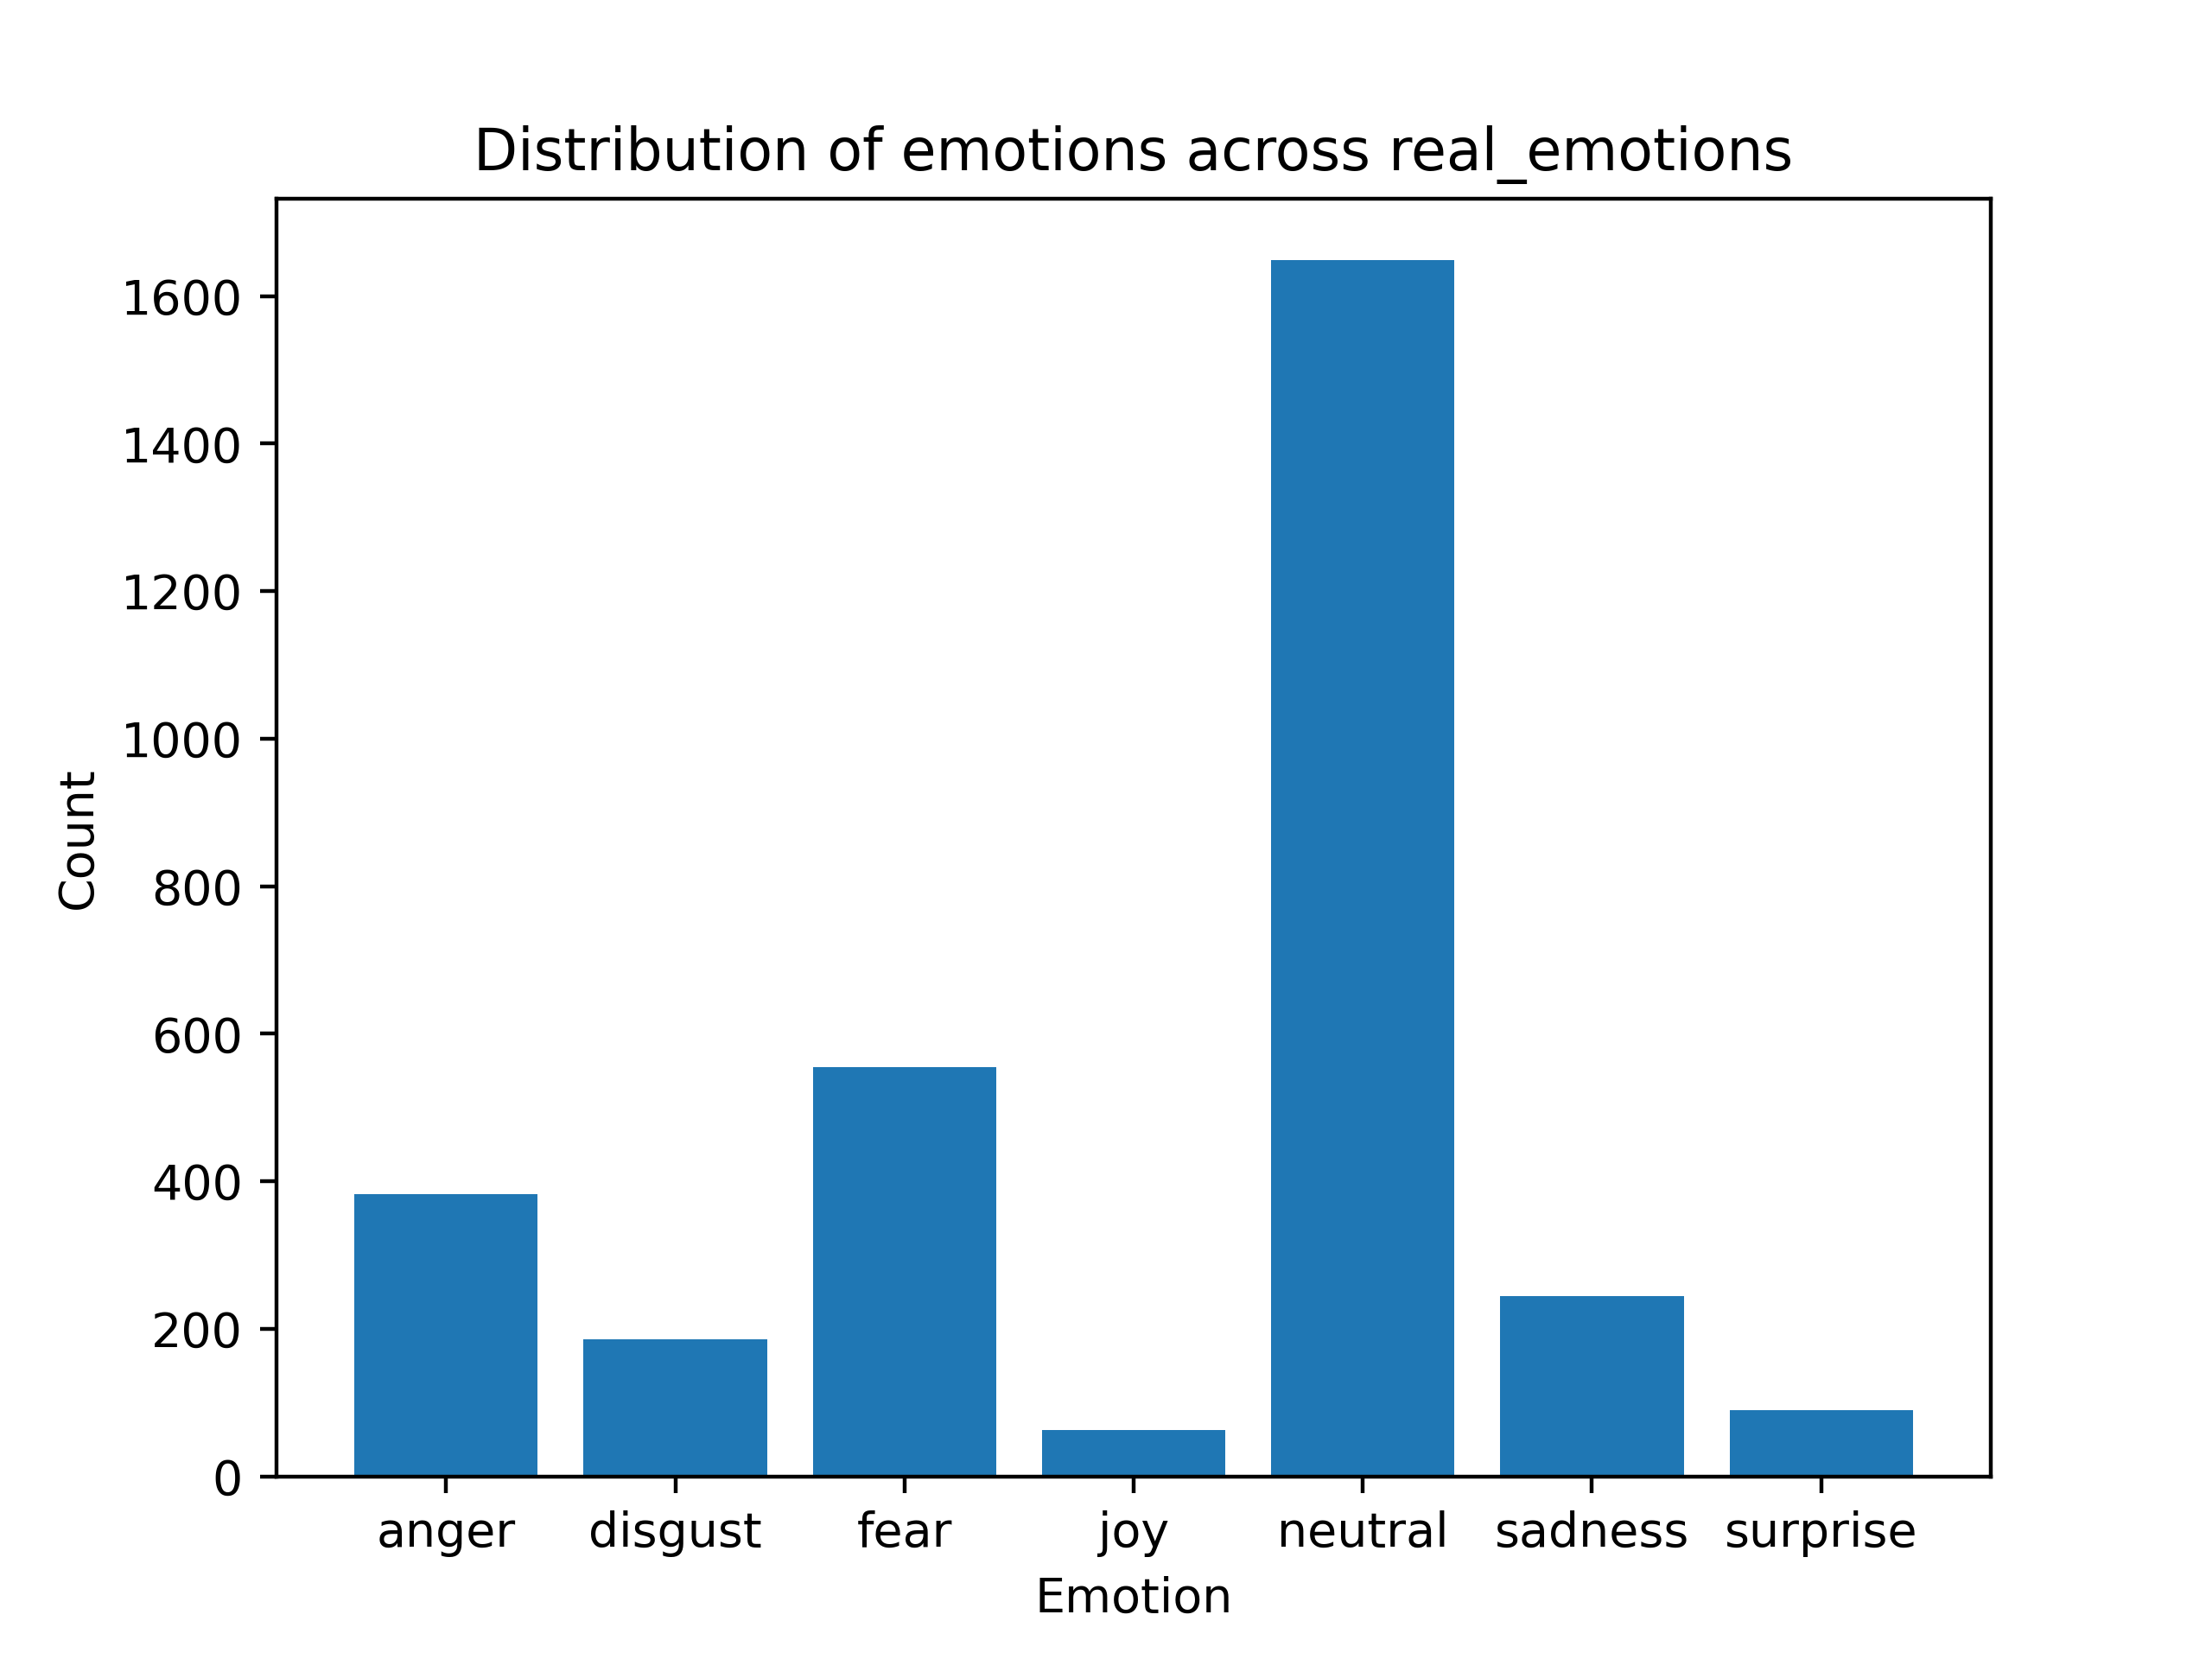 Distribution of emotions across real_emotions
1600
1400
1200
1000
800
600
400
200
0
Count
anger disgust fear joy neutral sadness surprise
Emotion